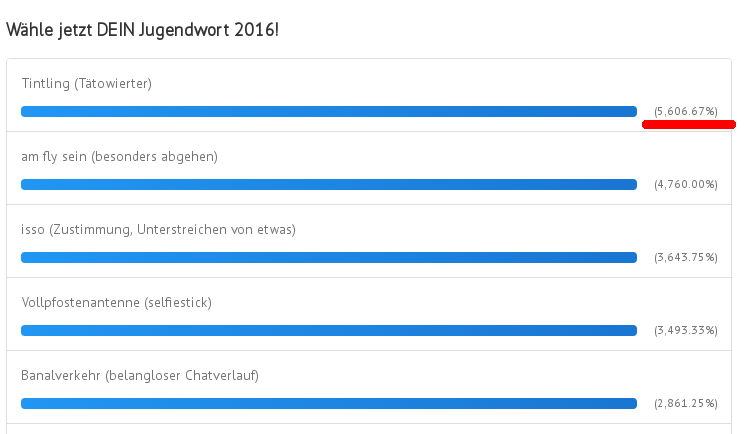 Wähle jetzt DEIN Jugendwort 2016!
Tintling (Tätowierter)
(5,606.67%)
am fly sein (besonders abgehen)
(4,760.00%)
isso (Zustimmung, Unterstreichen von etwas)
(3,643.75%)
Vollpfostenantenne (selfiestick)
(3,493.33%)
Banalverkehr (belangloser Chatverlauf)
(2,861.25%)